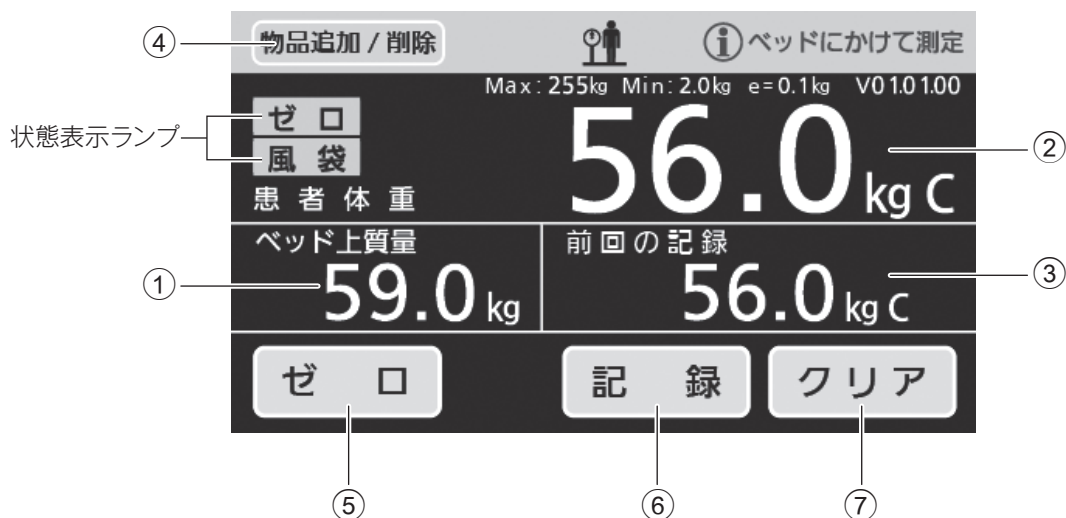 ④ 物品追加 / 削除 ⓘベッドにかけて測定
Max:255kg Min:2.0kg e=0.1kg V01.01.00
状態表示ランプ
ゼロ
風袋
患者体重
56.0kg C ②
ベッド上質量
① 59.0kg
前回の記録
56.0kg C ③
ゼロ 記録 クリア
⑤ ⑥ ⑦